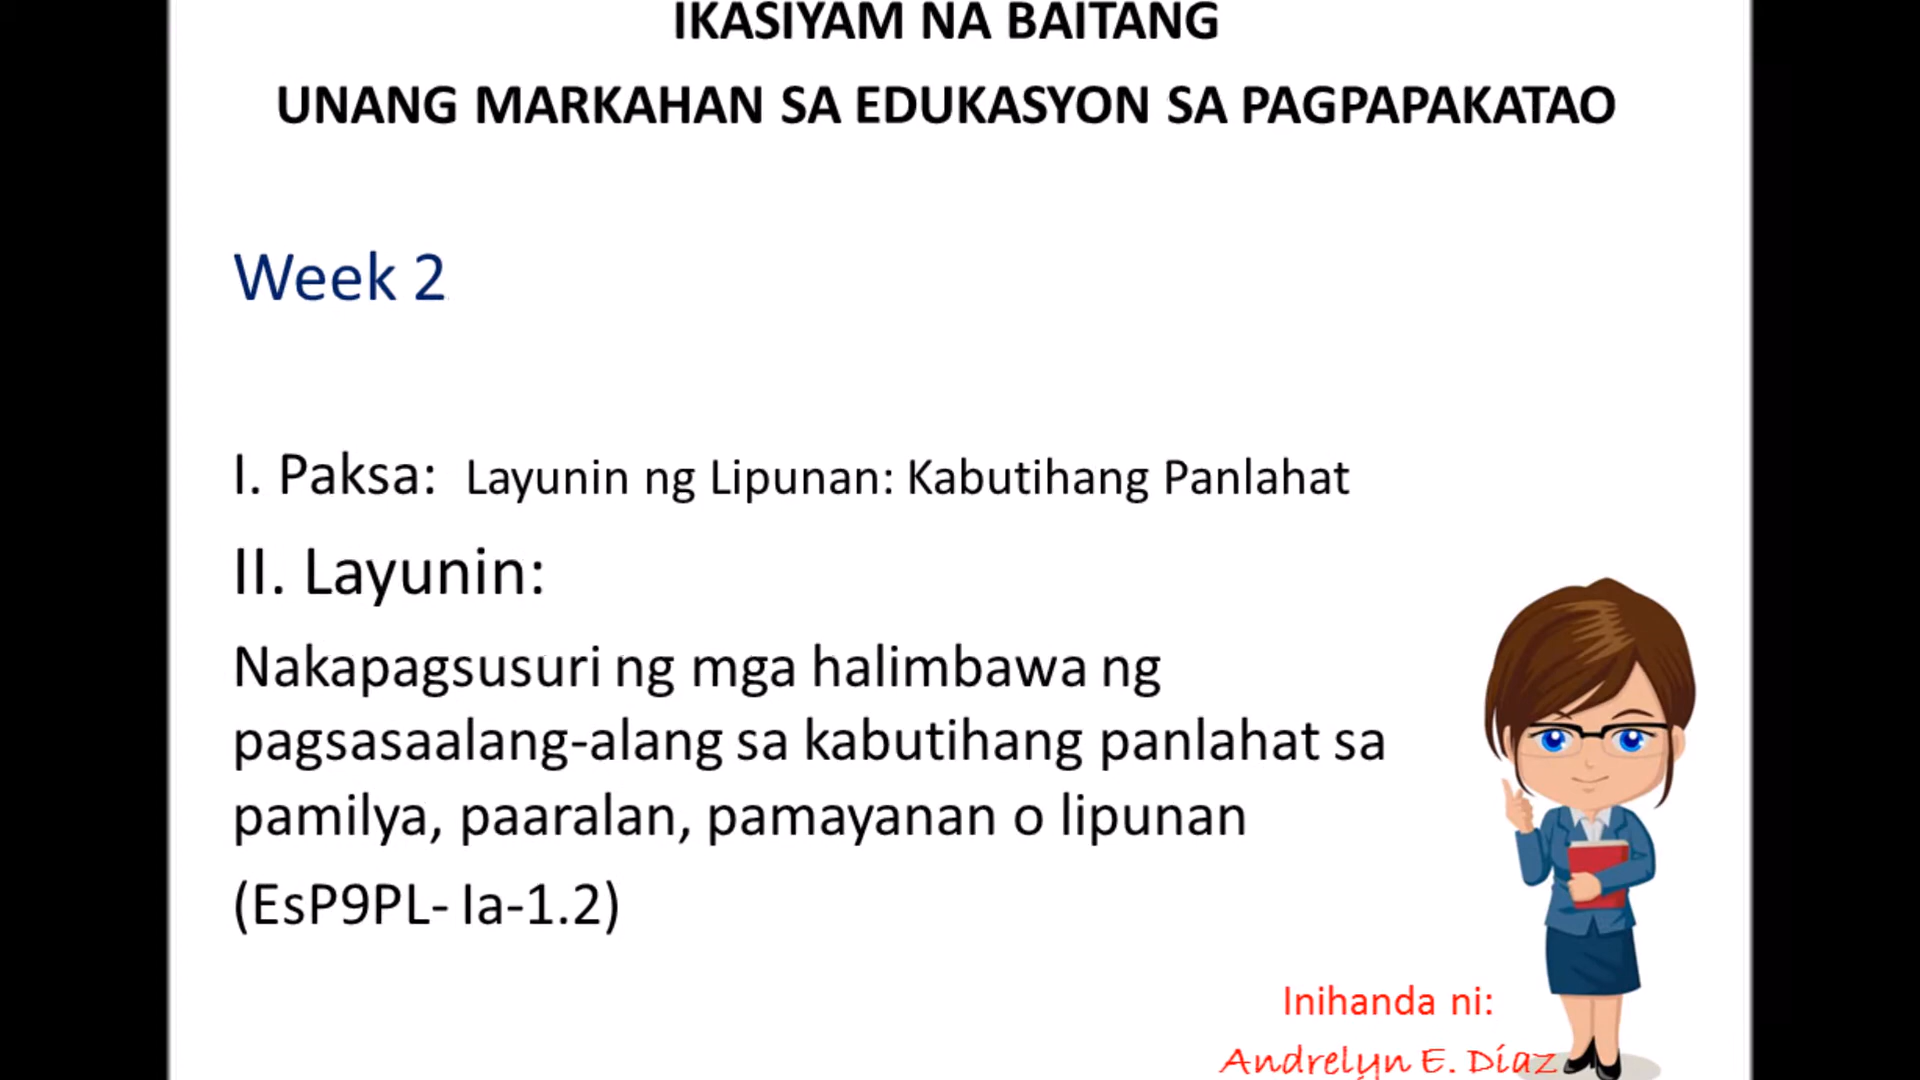 IKASIYAM NA BAITANG
UNANG MARKAHAN SA EDUKASYON SA PAGPAPAKATAO
Week 2
I. Paksa: Layunin ng Lipunan: Kabutihang Panlahat
II. Layunin:
Nakapagsusuri ng mga halimbawa ng
pagsasaalang-alang sa kabutihang panlahat sa
pamilya, paaralan, pamayanan o lipunan
(EsP9PL- Ia-1.2)
Inihanda ni:
Andrelyn E. Diaz